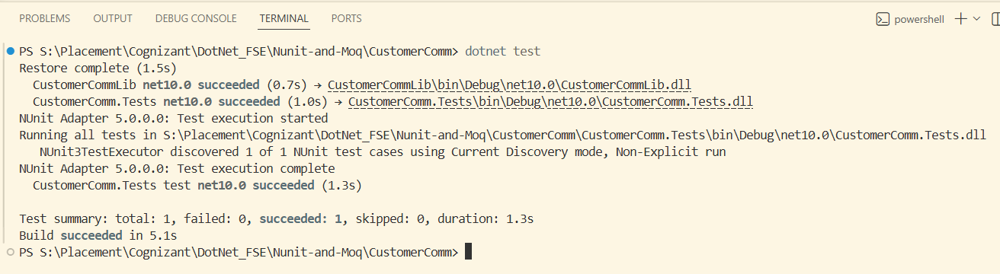 PROBLEMS OUTPUT DEBUG CONSOLE TERMINAL PORTS powershell
PS S:\Placement\Cognizant\DotNet_FSE\Nunit-and-Moq\CustomerComm> dotnet test
Restore complete (1.5s)
CustomerCommLib net10.0 succeeded (0.7s) → CustomerCommLib\bin\Debug\net10.0\CustomerCommLib.dll
CustomerComm.Tests net10.0 succeeded (1.0s) → CustomerComm.Tests\bin\Debug\net10.0\CustomerComm.Tests.dll
NUnit Adapter 5.0.0.0: Test execution started
Running all tests in S:\Placement\Cognizant\DotNet_FSE\Nunit-and-Moq\CustomerComm\CustomerComm.Tests\bin\Debug\net10.0\CustomerComm.Tests.dll
NUnit3TestExecutor discovered 1 of 1 NUnit test cases using Current Discovery mode, Non-Explicit run
NUnit Adapter 5.0.0.0: Test execution complete
CustomerComm.Tests test net10.0 succeeded (1.3s)
Test summary: total: 1, failed: 0, succeeded: 1, skipped: 0, duration: 1.3s
Build succeeded in 5.1s
PS S:\Placement\Cognizant\DotNet_FSE\Nunit-and-Moq\CustomerComm>